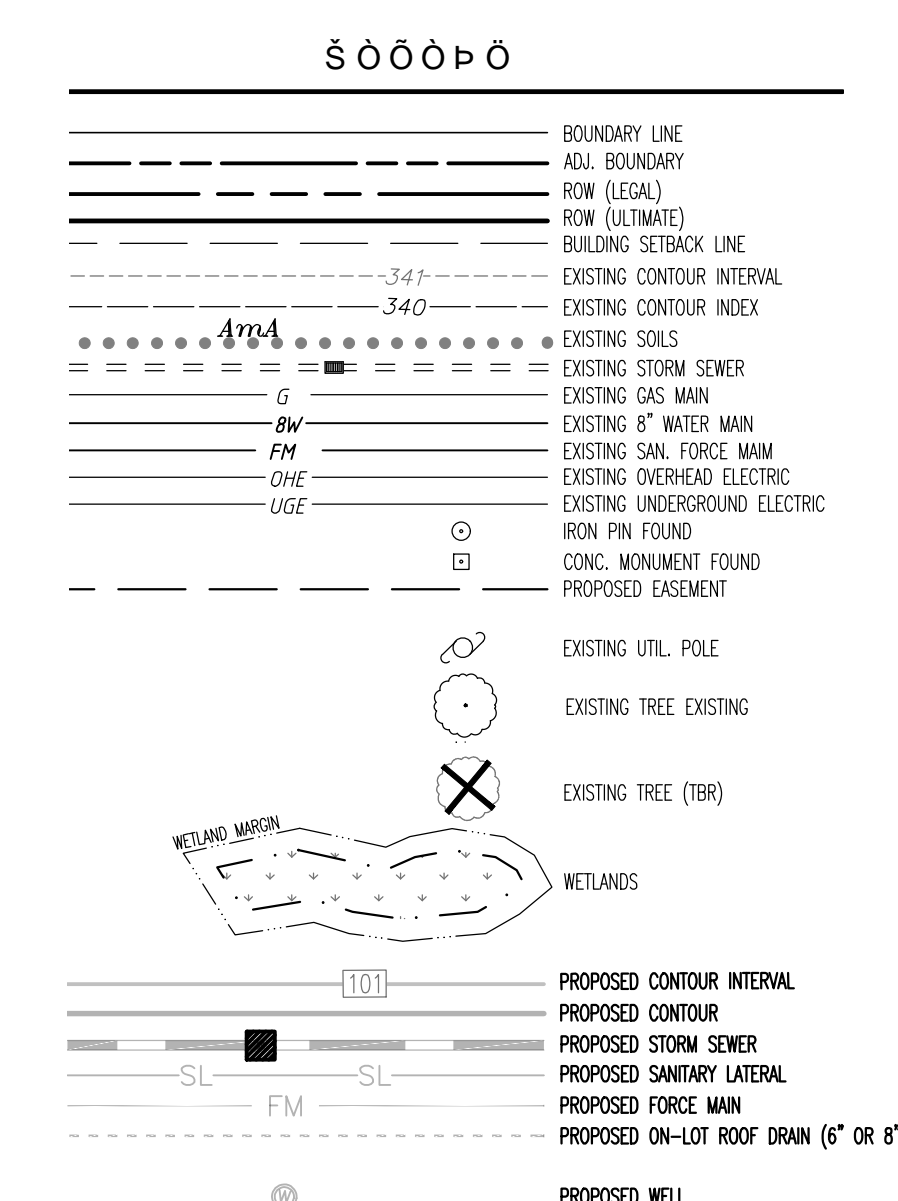 ŠÒÕÒÞÖ
BOUNDARY LINE
ADJ. BOUNDARY
ROW (LEGAL)
ROW (ULTIMATE)
BUILDING SETBACK LINE
341 EXISTING CONTOUR INTERVAL
340 EXISTING CONTOUR INDEX
AmA EXISTING SOILS
EXISTING STORM SEWER
G EXISTING GAS MAIN
8W EXISTING 8" WATER MAIN
FM EXISTING SAN. FORCE MAIM
OHE EXISTING OVERHEAD ELECTRIC
UGE EXISTING UNDERGROUND ELECTRIC
IRON PIN FOUND
CONC. MONUMENT FOUND
PROPOSED EASEMENT
EXISTING UTIL. POLE
EXISTING TREE EXISTING
EXISTING TREE (TBR)
WETLAND MARGIN
WETLANDS
101 PROPOSED CONTOUR INTERVAL
PROPOSED CONTOUR
PROPOSED STORM SEWER
SL SL PROPOSED SANITARY LATERAL
FM PROPOSED FORCE MAIN
PROPOSED ON-LOT ROOF DRAIN (6" OR 8"
W PROPOSED WELL